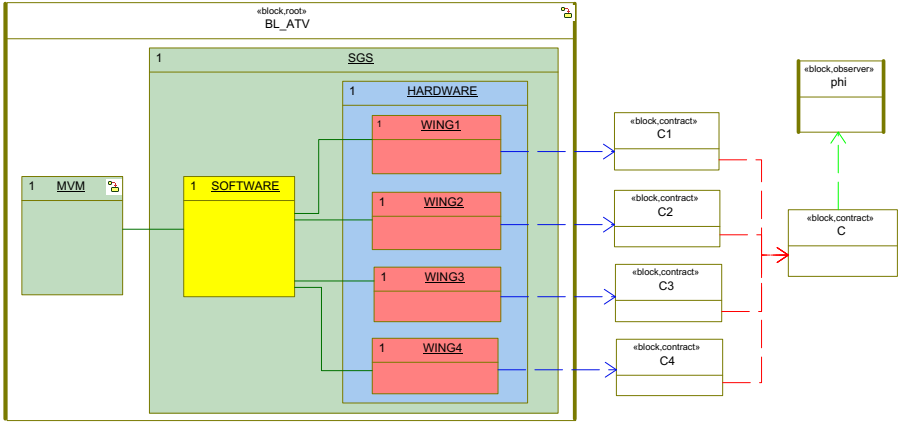 «block,root»
BL_ATV
1 SGS
1 HARDWARE
1 WING1
1 WING2
1 WING3
1 WING4
1 MVM
1 SOFTWARE
«block,contract»
C1
«block,contract»
C2
«block,contract»
C3
«block,contract»
C4
«block,observer»
phi
«block,contract»
C